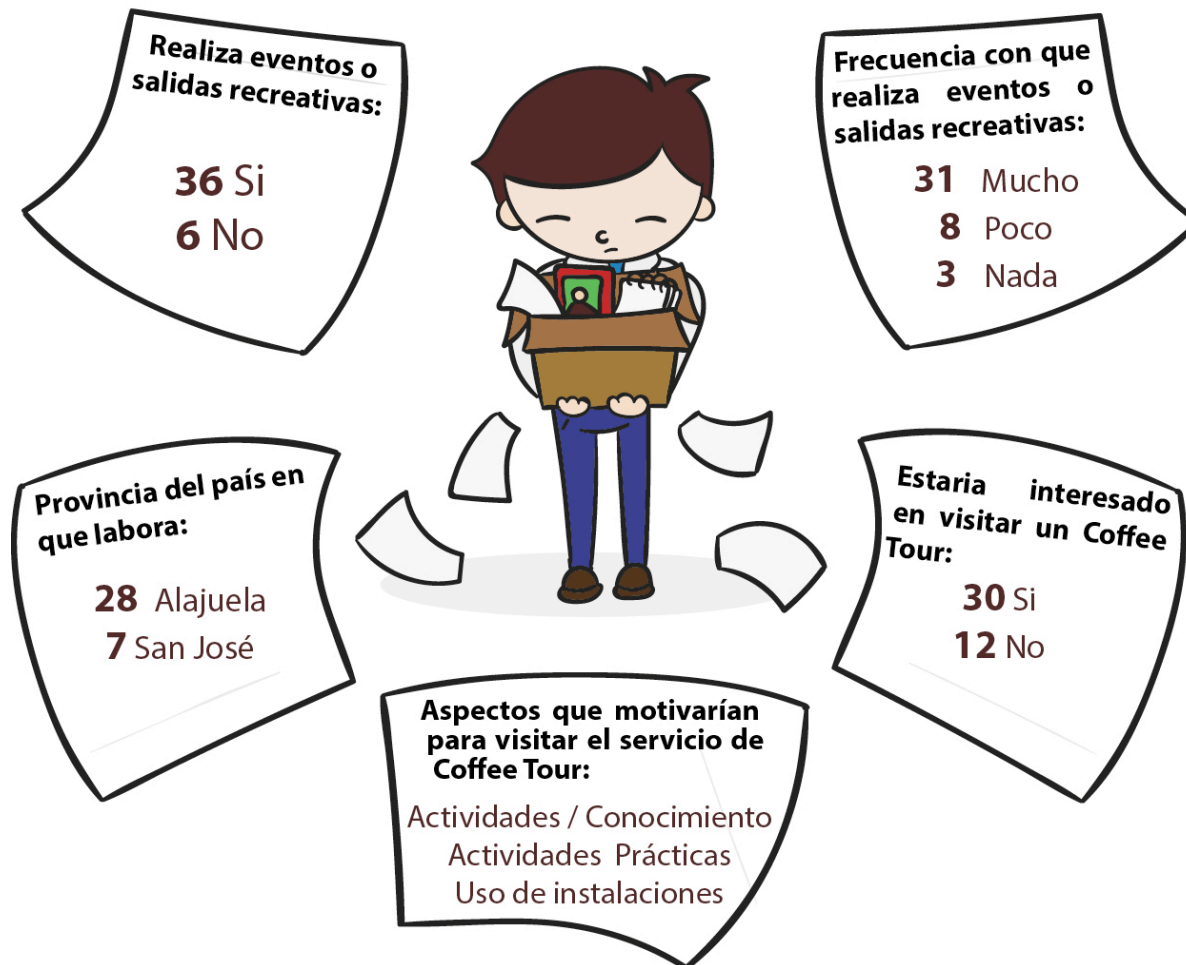 Realiza eventos o
salidas recreativas:
36 Si
6 No
Frecuencia con que
realiza eventos o
salidas recreativas:
31 Mucho
8 Poco
3 Nada
Provincia del país en
que labora:
28 Alajuela
7 San José
Estaria interesado
en visitar un Coffee
Tour:
30 Si
12 No
Aspectos que motivarían
para visitar el servicio de
Coffee Tour:
Actividades / Conocimiento
Actividades Prácticas
Uso de instalaciones